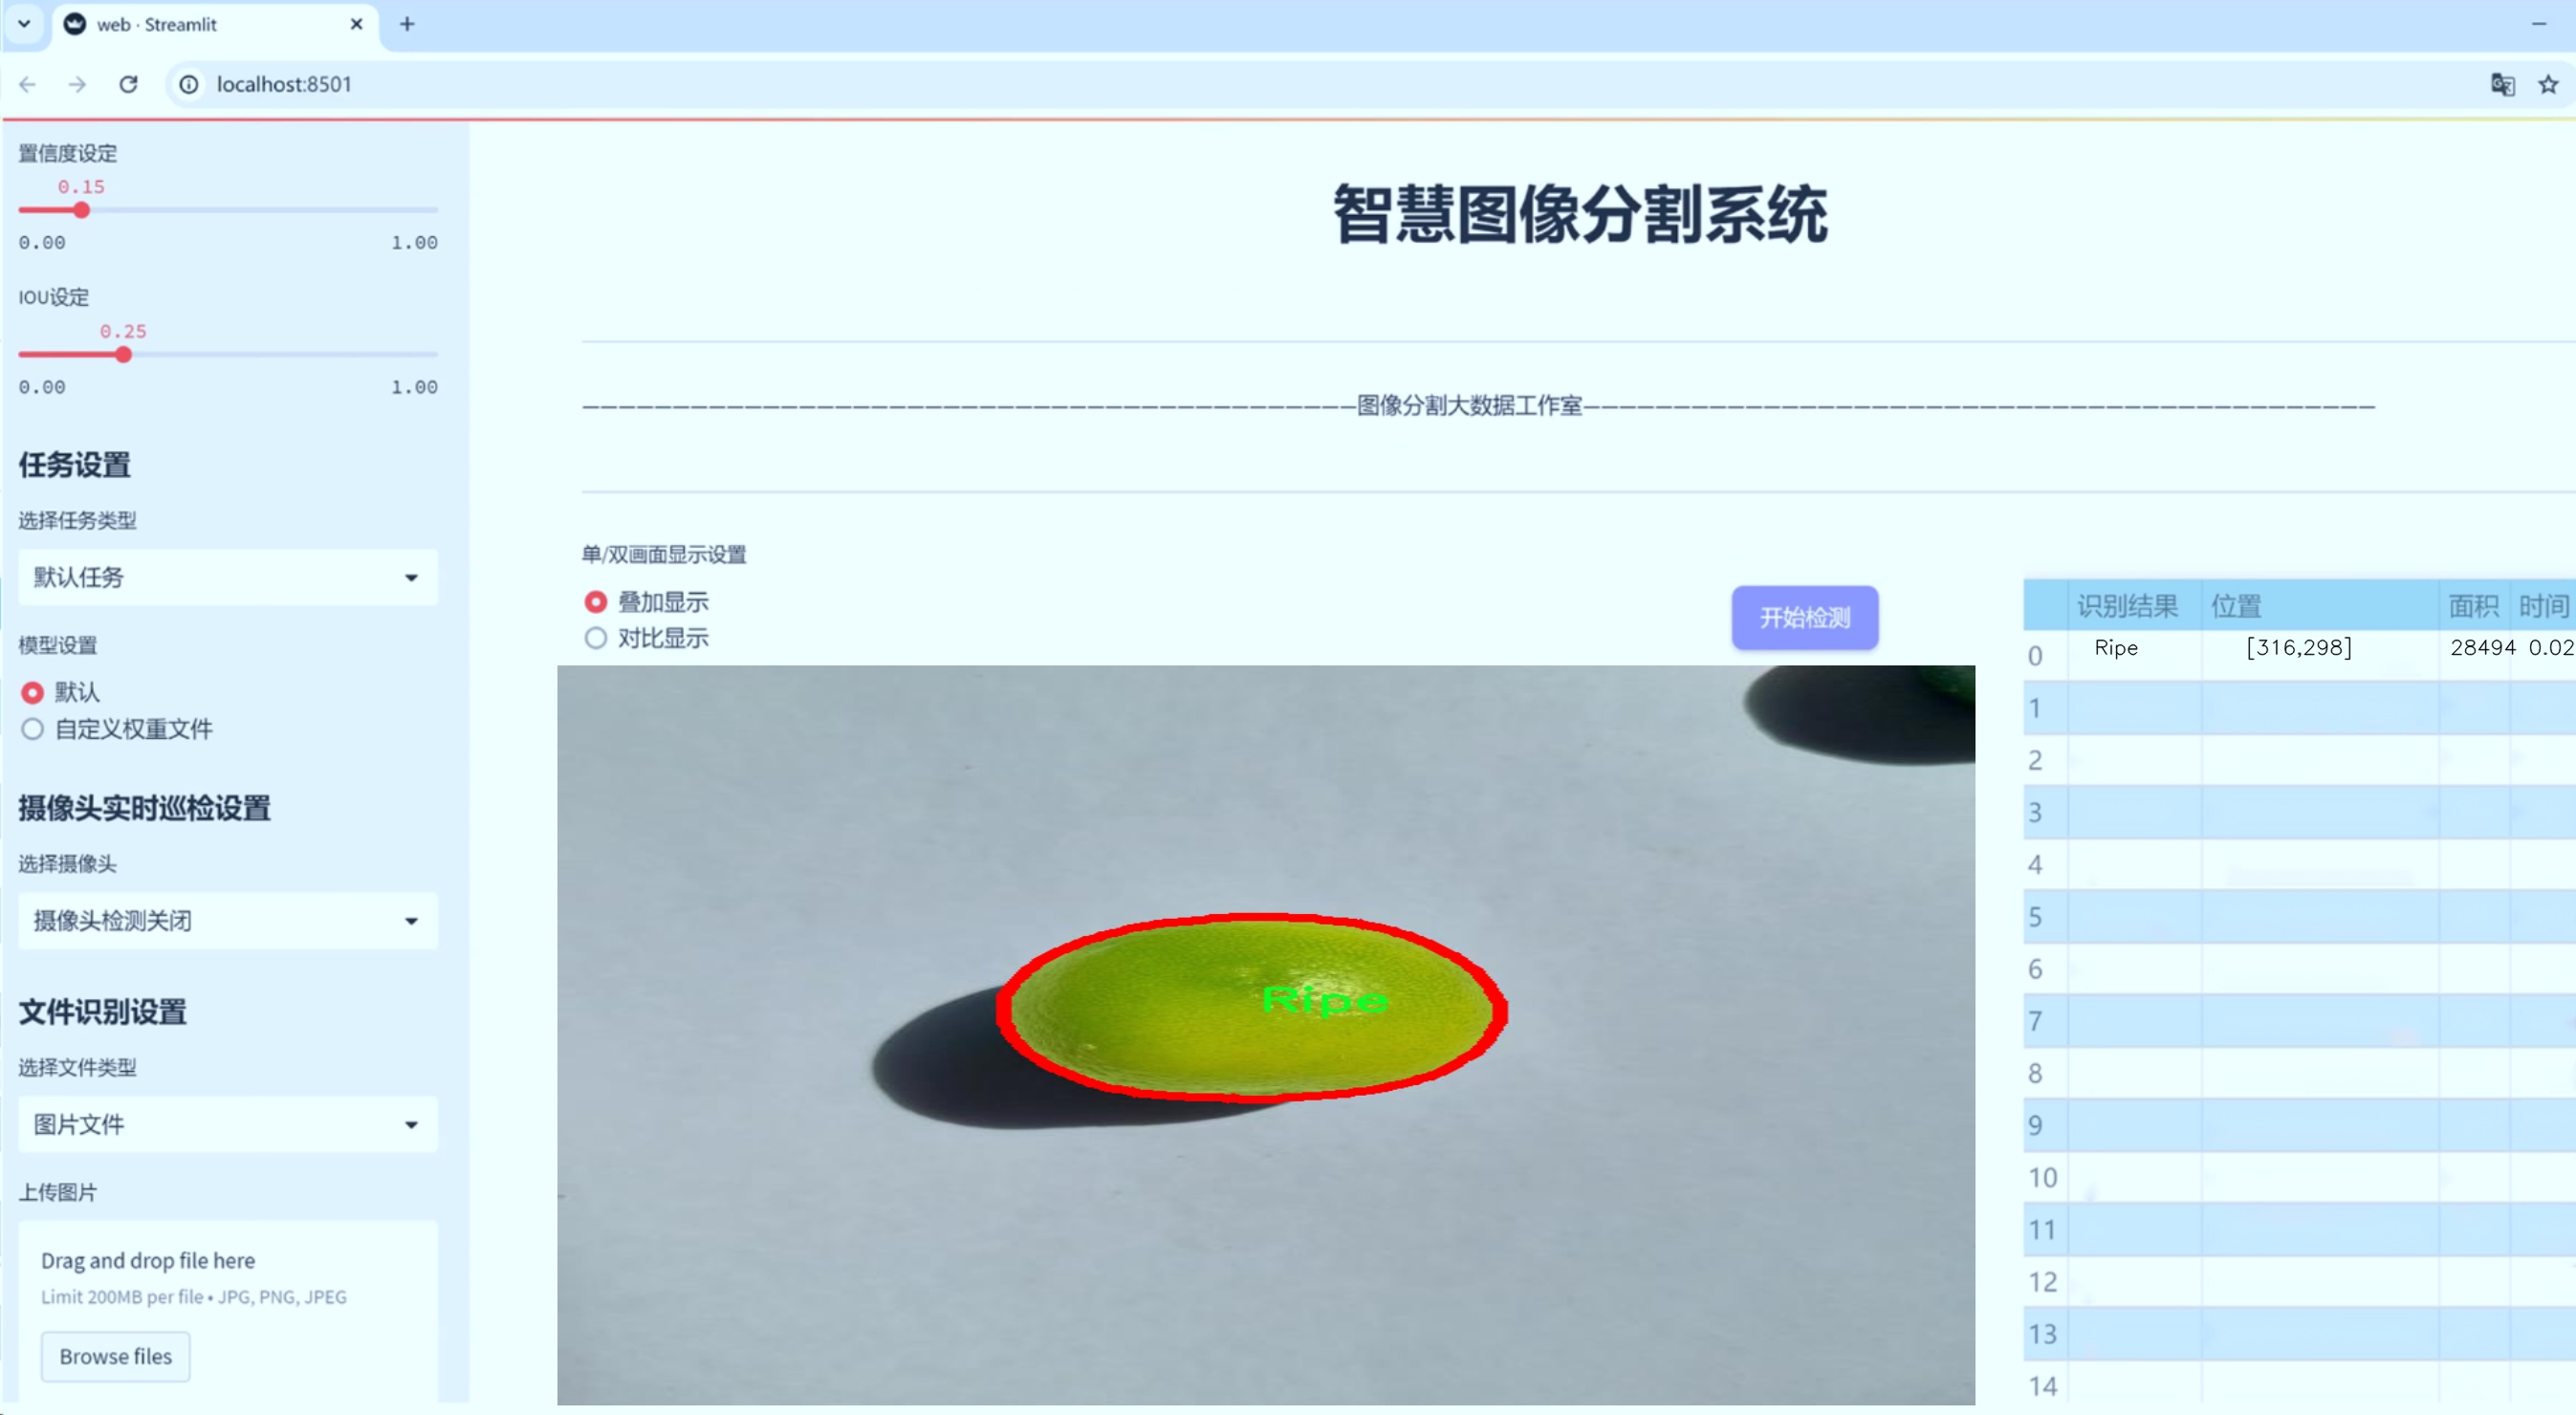 web · Streamlit
localhost:8501
置信度设定
0.15
0.00 1.00
IOU设定
0.25
0.00 1.00
任务设置
选择任务类型
默认任务
模型设置
默认
自定义权重文件
摄像头实时巡检设置
选择摄像头
摄像头检测关闭
文件识别设置
选择文件类型
图片文件
上传图片
Drag and drop file here
Limit 200MB per file • JPG, PNG, JPEG
Browse files
智慧图像分割系统
图像分割大数据工作室
单/双画面显示设置
叠加显示
对比显示
开始检测
Ripe
识别结果 位置 面积 时间
0 Ripe [316,298] 28494 0.02
1
2
3
4
5
6
7
8
9
10
11
12
13
14